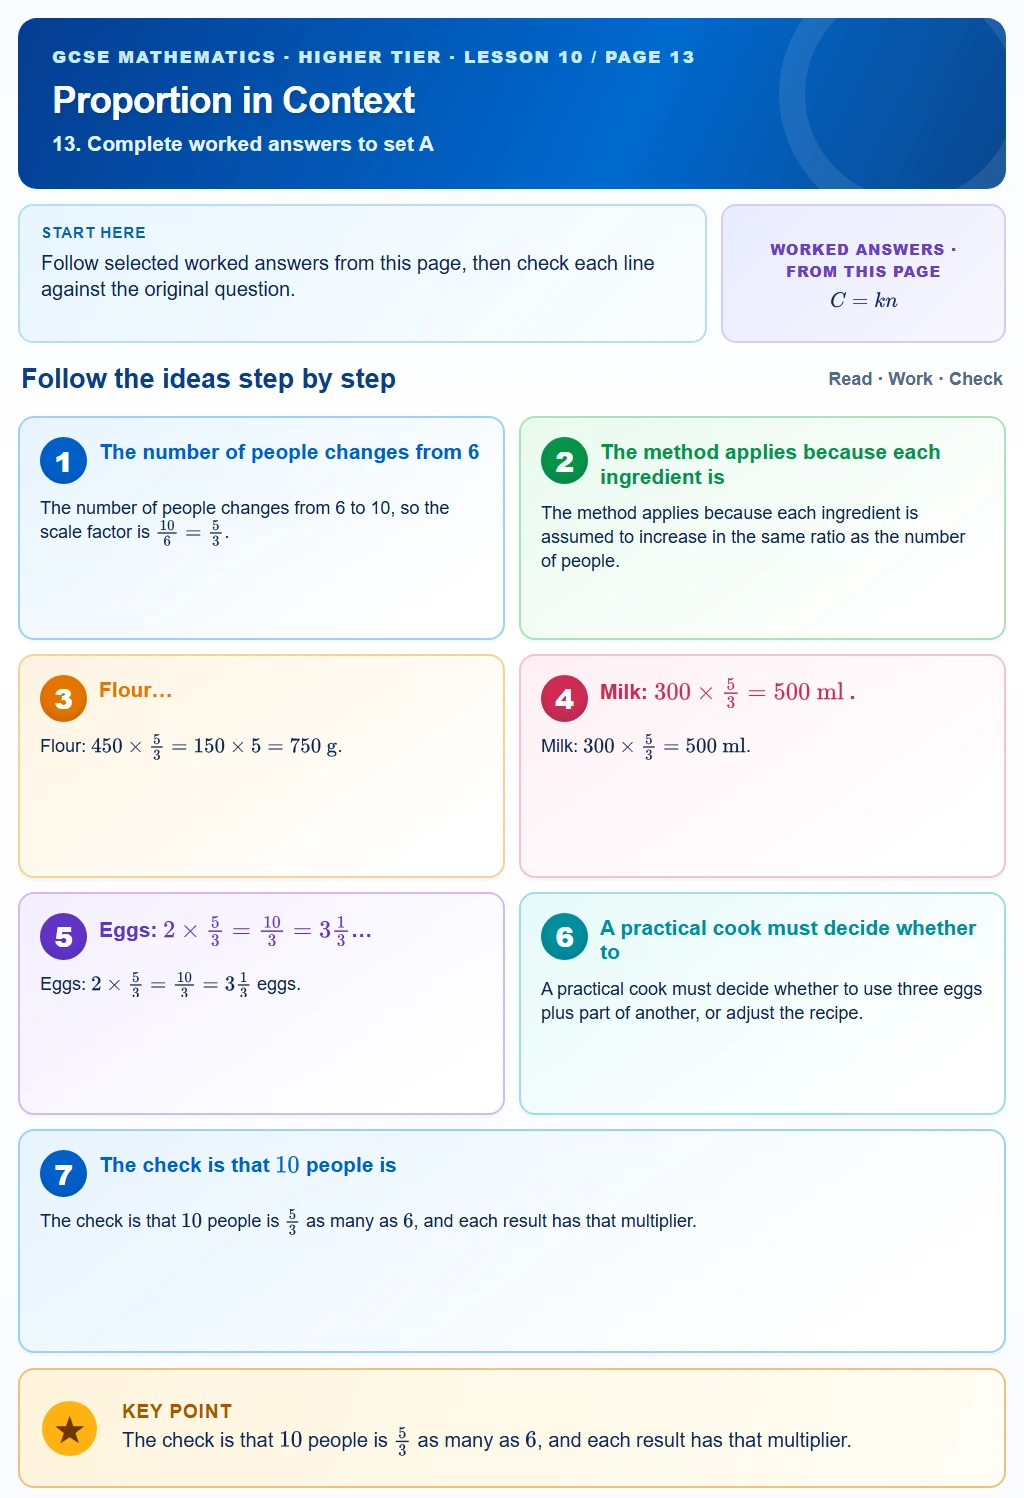 GCSE MATHEMATICS · HIGHER TIER · LESSON 10 / PAGE 13
Proportion in Context
13. Complete worked answers to set A
START HERE
Follow selected worked answers from this page, then check each line
against the original question.
WORKED ANSWERS ·
FROM THIS PAGE
C = kn
Follow the ideas step by step
Read · Work · Check
1 The number of people changes from 6
The number of people changes from 6 to 10, so the
scale factor is 10/6 = 5/3.
2 The method applies because each
ingredient is
The method applies because each ingredient is
assumed to increase in the same ratio as the number
of people.
3 Flour…
Flour: 450 × 5/3 = 150 × 5 = 750 g.
4 Milk: 300 × 5/3 = 500 ml .
Milk: 300 × 5/3 = 500 ml.
5 Eggs: 2 × 5/3 = 10/3 = 3 1/3…
Eggs: 2 × 5/3 = 10/3 = 3 1/3 eggs.
6 A practical cook must decide whether
to
A practical cook must decide whether to use three eggs
plus part of another, or adjust the recipe.
7 The check is that 10 people is
The check is that 10 people is 5/3 as many as 6, and each result has that multiplier.
★ KEY POINT
The check is that 10 people is 5/3 as many as 6, and each result has that multiplier.